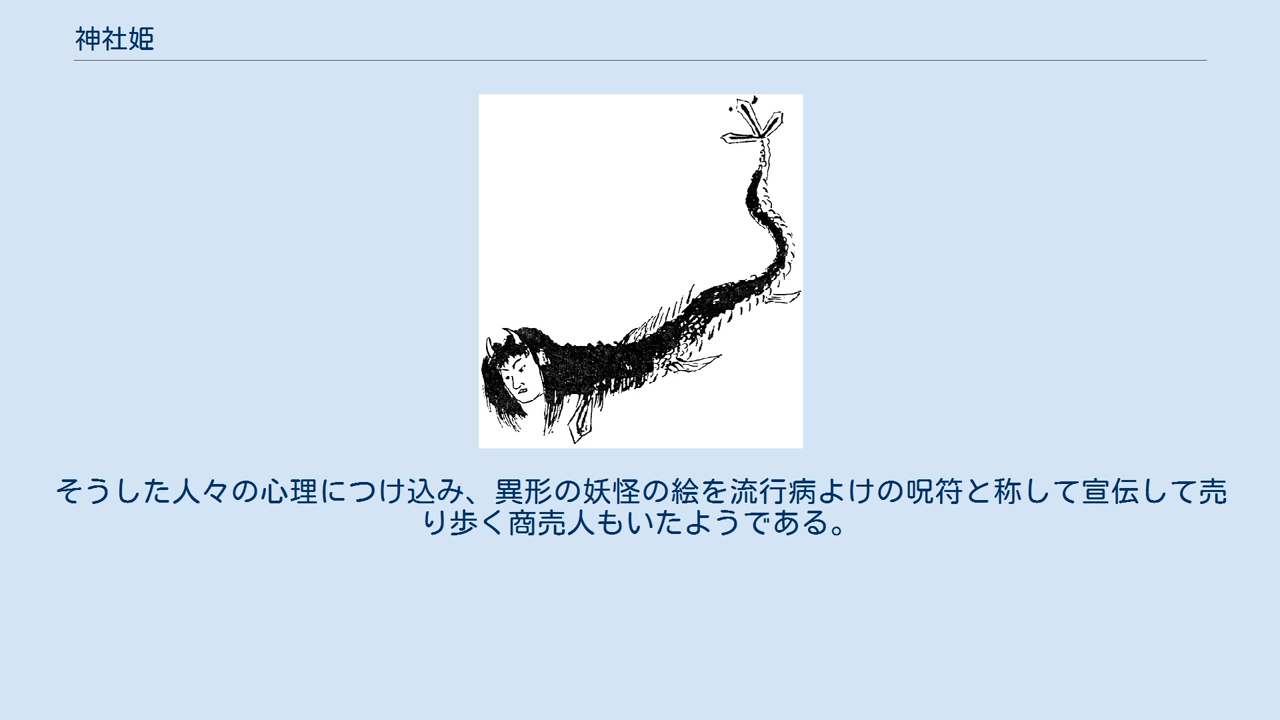 神社姫
そうした人々の心理につけ込み、異形の妖怪の絵を流行病よけの呪符と称して宣伝して売
り歩く商売人もいたようである。